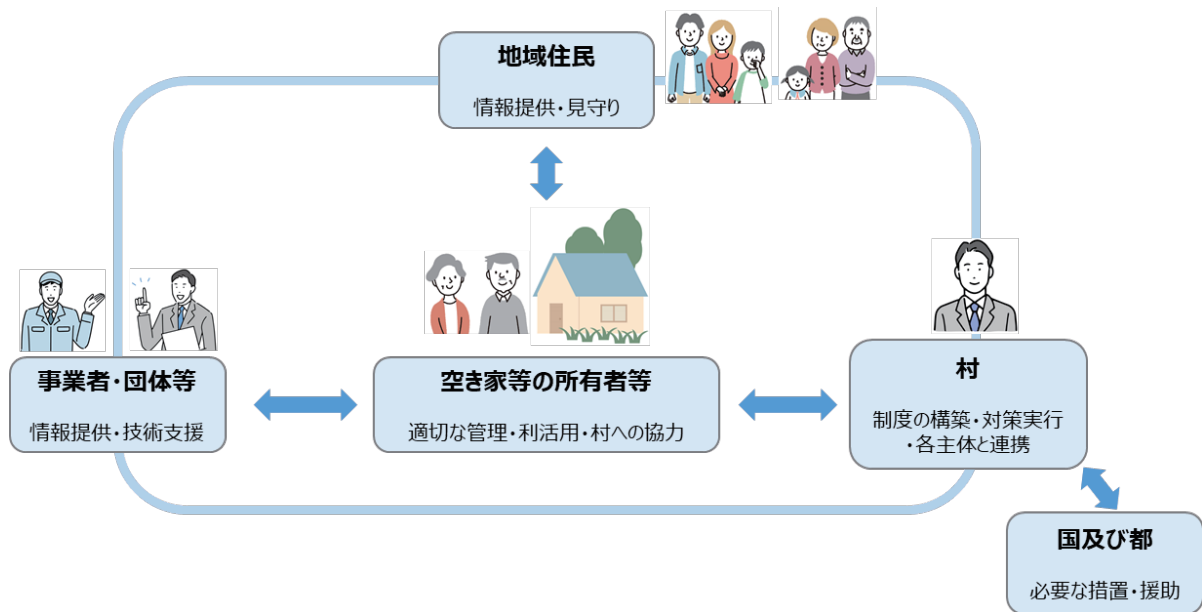 地域住民
情報提供・見守り
事業者・団体等
情報提供・技術支援
空き家等の所有者等
適切な管理・利活用・村への協力
村
制度の構築・対策実行
・各主体と連携
国及び都
必要な措置・援助